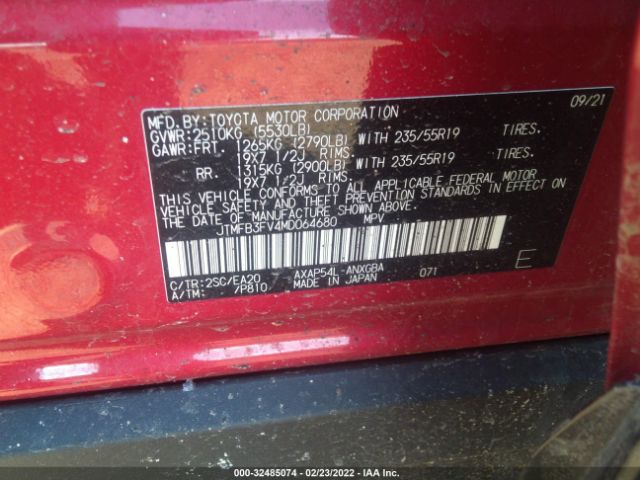 MFD.BY:TOYOTA MOTOR CORPORATION 09/21
GVWR:2510KG (5530LB)
GAWR:FRT. 1265KG (2790LB) WITH 235/55R19 TIRES.
19X7 1/2J RIMS
RR. 1315KG (2900LB) WITH 235/55R19 TIRES.
19X7 1/2J RIMS
THIS VEHICLE CONFORMS TO ALL APPLICABLE FEDERAL MOTOR
VEHICLE SAFETY AND THEFT PREVENTION STANDARDS IN EFFECT ON
THE DATE OF MANUFACTURE SHOWN ABOVE.
JTMFB3FV4MD064680 MPV
C/TR:2SC/EA20 AXAP54L-ANXGBA 071 E
A/TM: /P810 MADE IN JAPAN
000-32485074 - 02/23/2022 - IAA Inc.